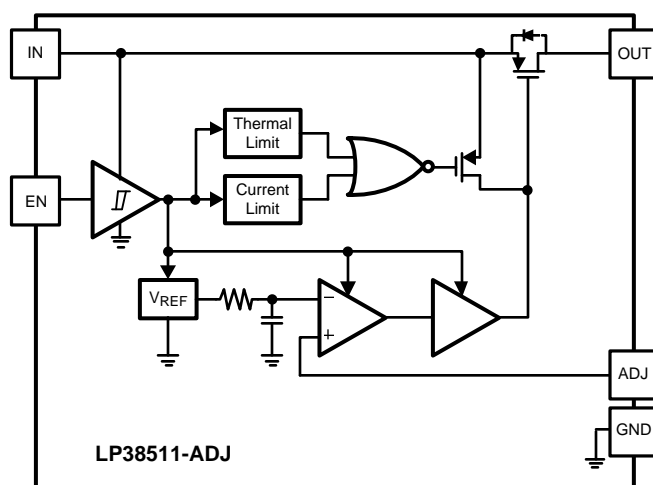 IN
OUT
Thermal
Limit
EN
Current
Limit
VREF
−
+
ADJ
GND
LP38511-ADJ